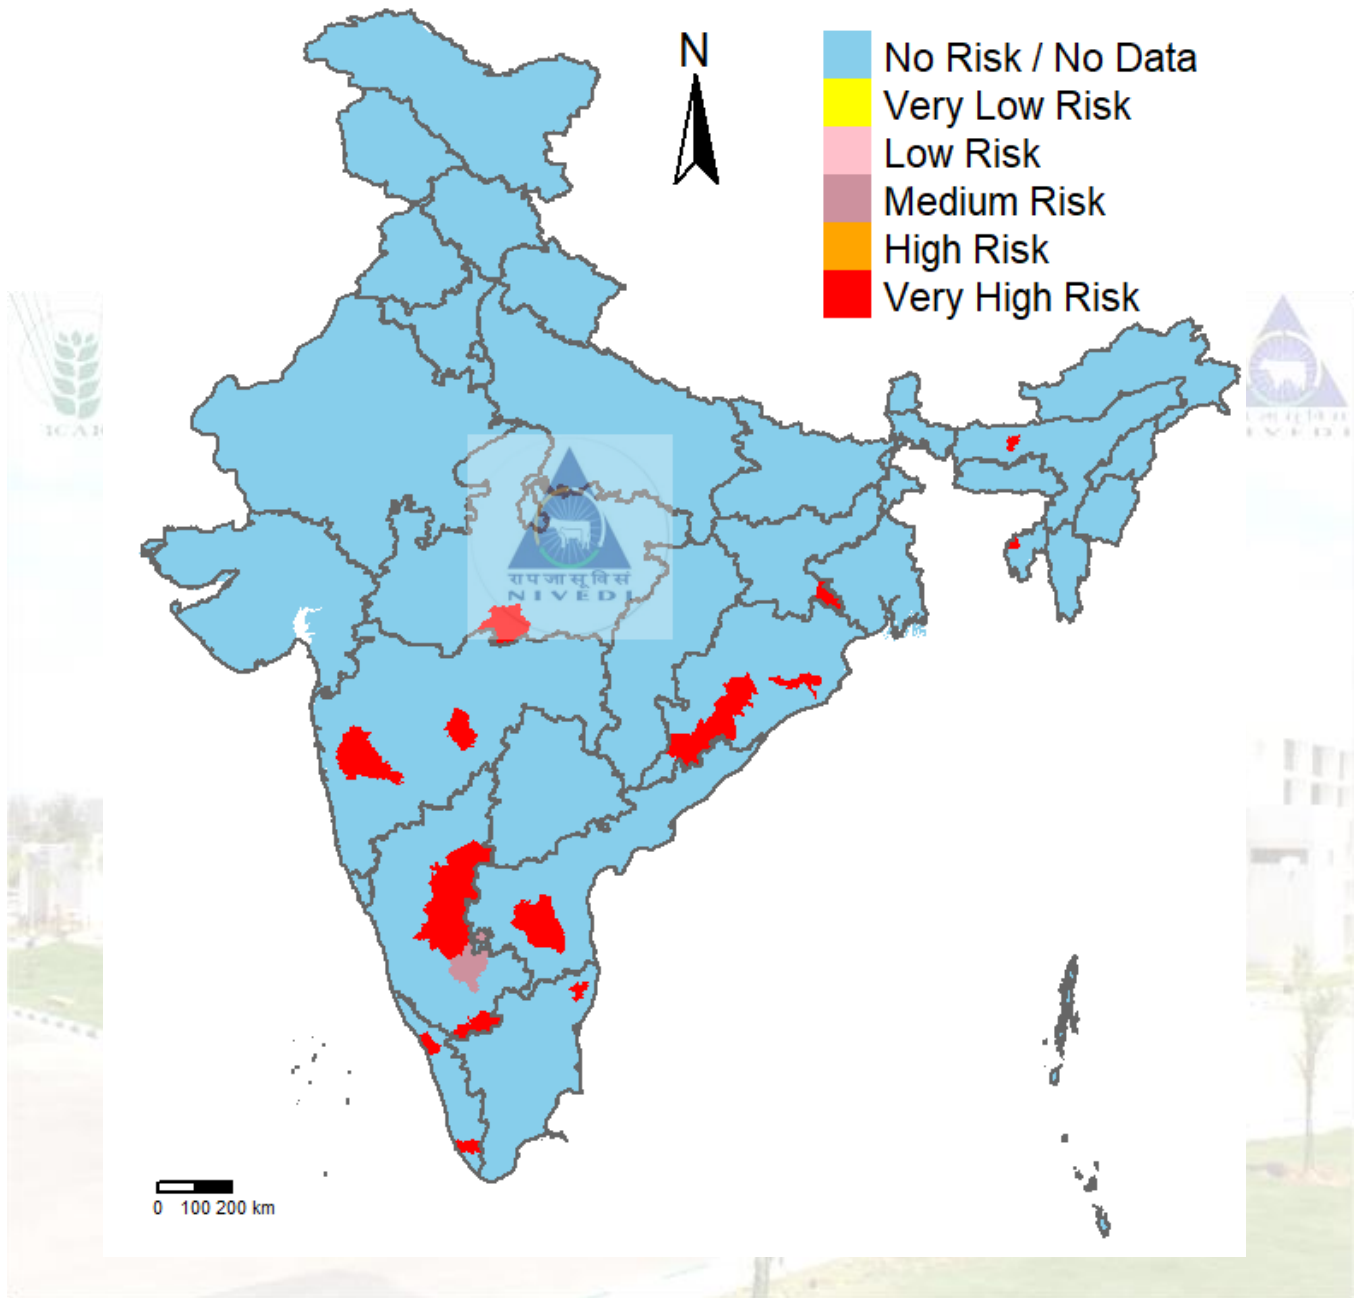 N
No Risk / No Data
Very Low Risk
Low Risk
Medium Risk
High Risk
Very High Risk
रापजासूविसं
NIVEDI
0 100 200 km